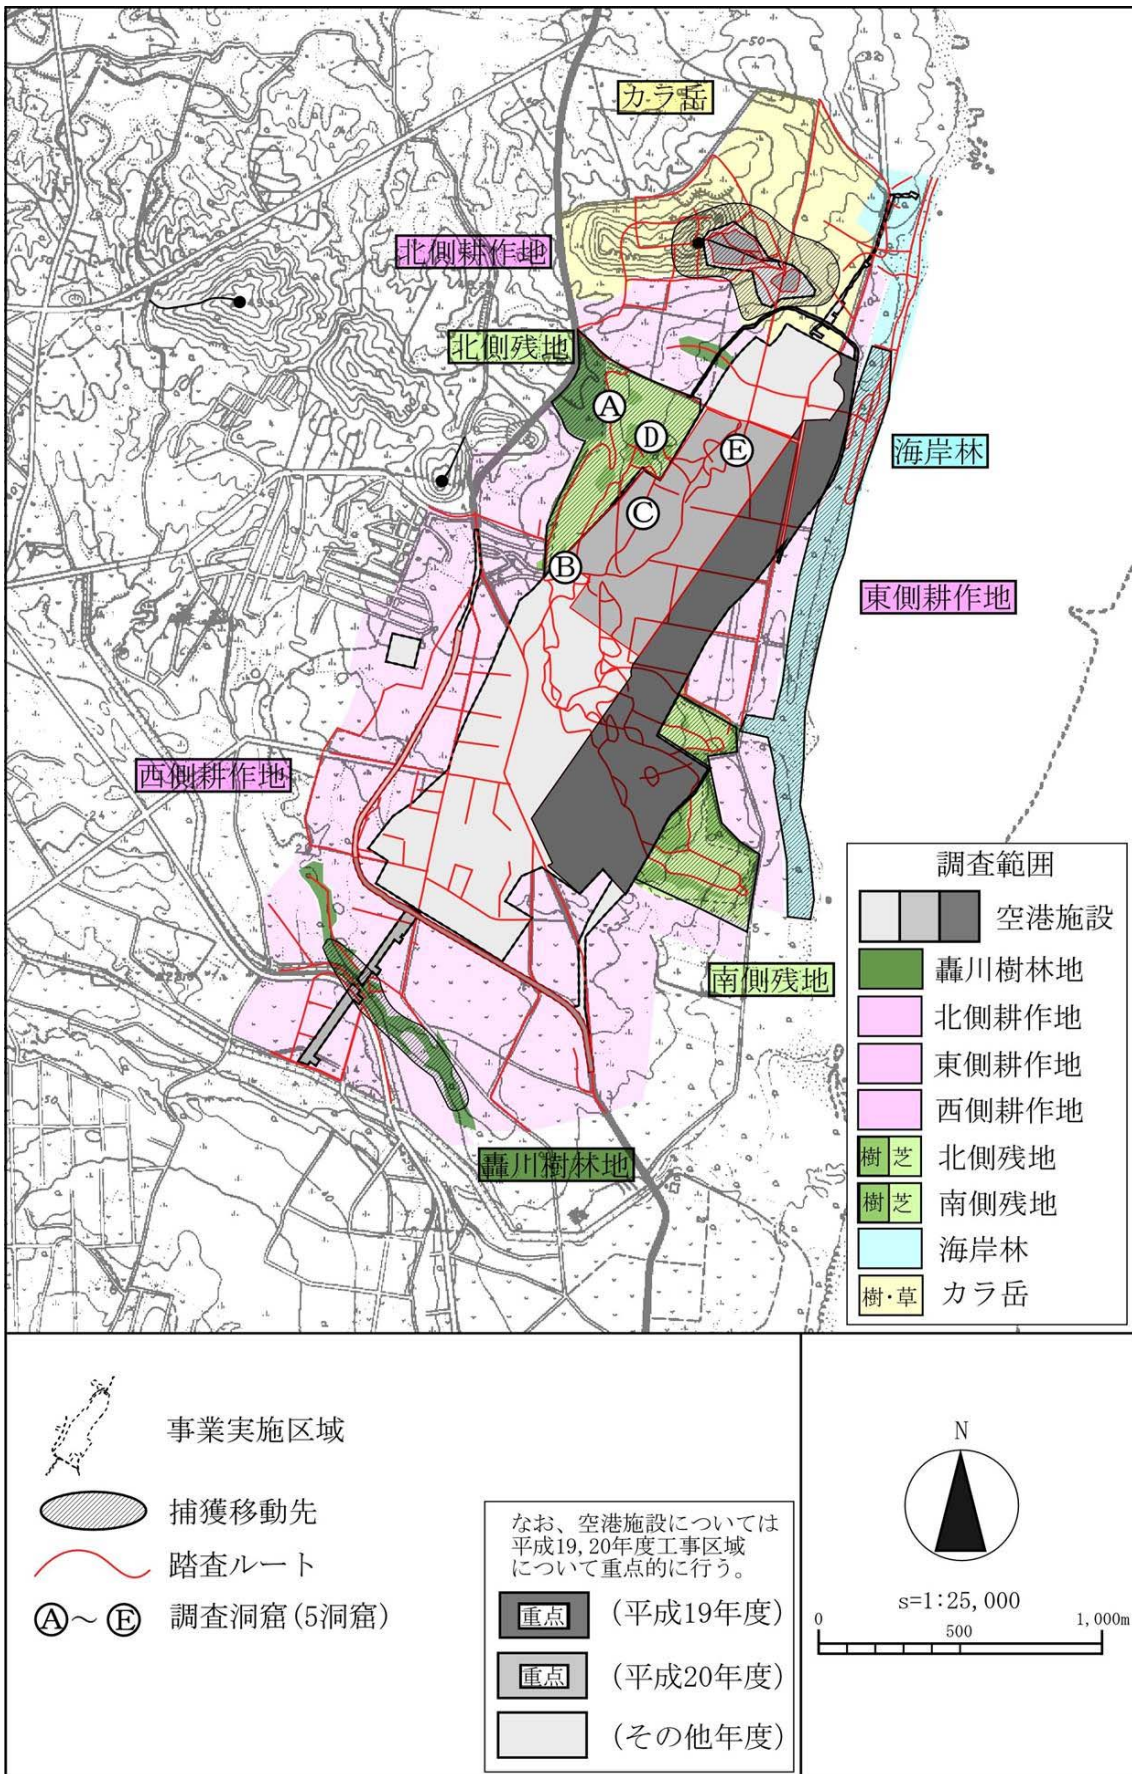 カラ岳
北側耕作地
北側残地
A
D
E
C
B
海岸林
東側耕作地
西側耕作地
南側残地
轟川樹林地
調査範囲
空港施設
轟川樹林地
北側耕作地
東側耕作地
西側耕作地
樹 芝 北側残地
樹 芝 南側残地
海岸林
樹・草 カラ岳
事業実施区域
捕獲移動先
踏査ルート
A～E 調査洞窟(5洞窟)
なお、空港施設については
平成19,20年度工事区域
について重点的に行う。
重点 (平成19年度)
重点 (平成20年度)
(その他年度)
N
s=1:25,000
0 500 1,000m